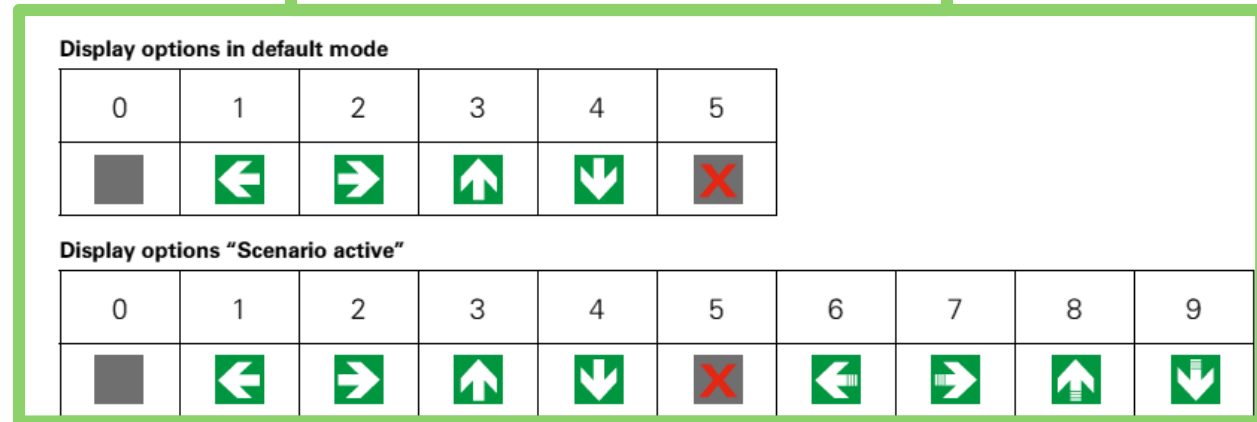 Display options in default mode
0 1 2 3 4 5
X
Display options “Scenario active”
0 1 2 3 4 5 6 7 8 9
X